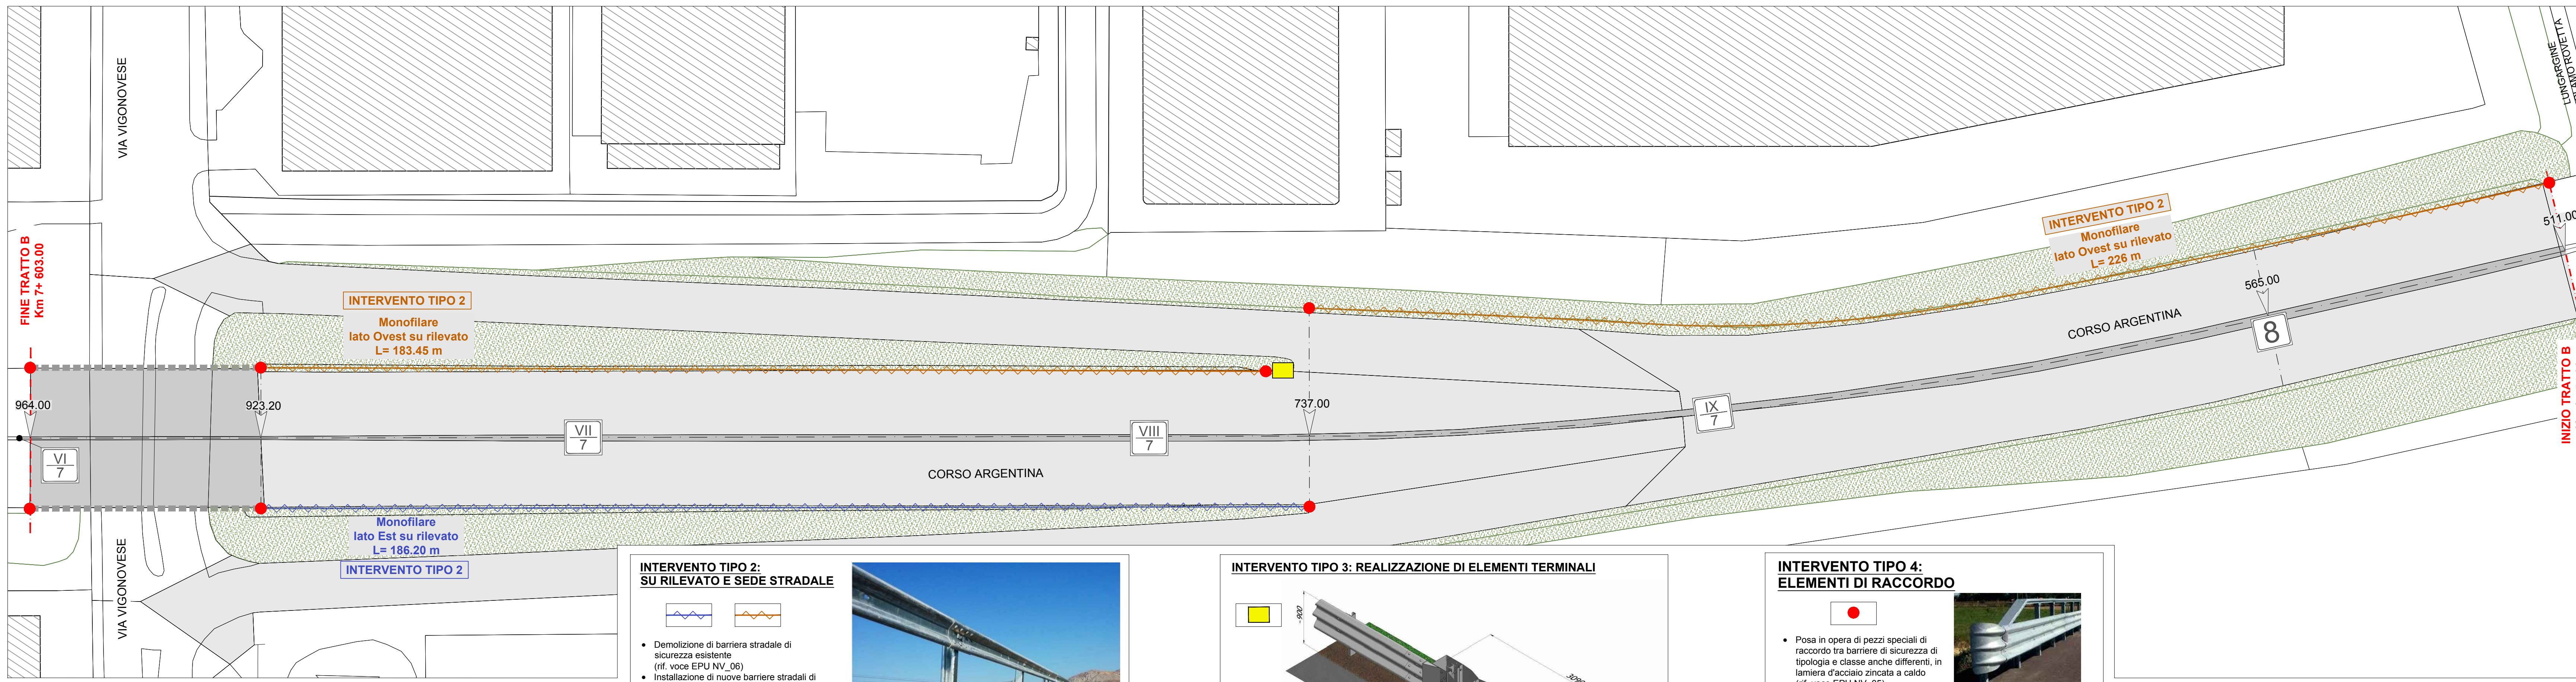 VIA VIGONOVESE
LUNGARGINE
RAMO ROVETTA
FINE TRATTO B
Km 7+ 603.00
INTERVENTO TIPO 2
Monofilare
lato Ovest su rilevato
L= 183.45 m
INTERVENTO TIPO 2
Monofilare
lato Ovest su rilevato
L= 226 m
511.00
565.00
CORSO ARGENTINA
8
964.00
923.20
737.00
IX
7
INIZIO TRATTO B
VI
7
VII
7
VIII
7
CORSO ARGENTINA
Monofilare
lato Est su rilevato
L= 186.20 m
INTERVENTO TIPO 2
VIA VIGONOVESE
INTERVENTO TIPO 2:
SU RILEVATO E SEDE STRADALE
• Demolizione di barriera stradale di
sicurezza esistente
(rif. voce EPU NV_06)
• Installazione di nuove barriere stradali di
INTERVENTO TIPO 3: REALIZZAZIONE DI ELEMENTI TERMINALI
INTERVENTO TIPO 4:
ELEMENTI DI RACCORDO
• Posa in opera di pezzi speciali di
raccordo tra barriere di sicurezza di
tipologia e classe anche differenti, in
lamiera d'acciaio zincata a caldo
(rif. voce EPU NV_05)